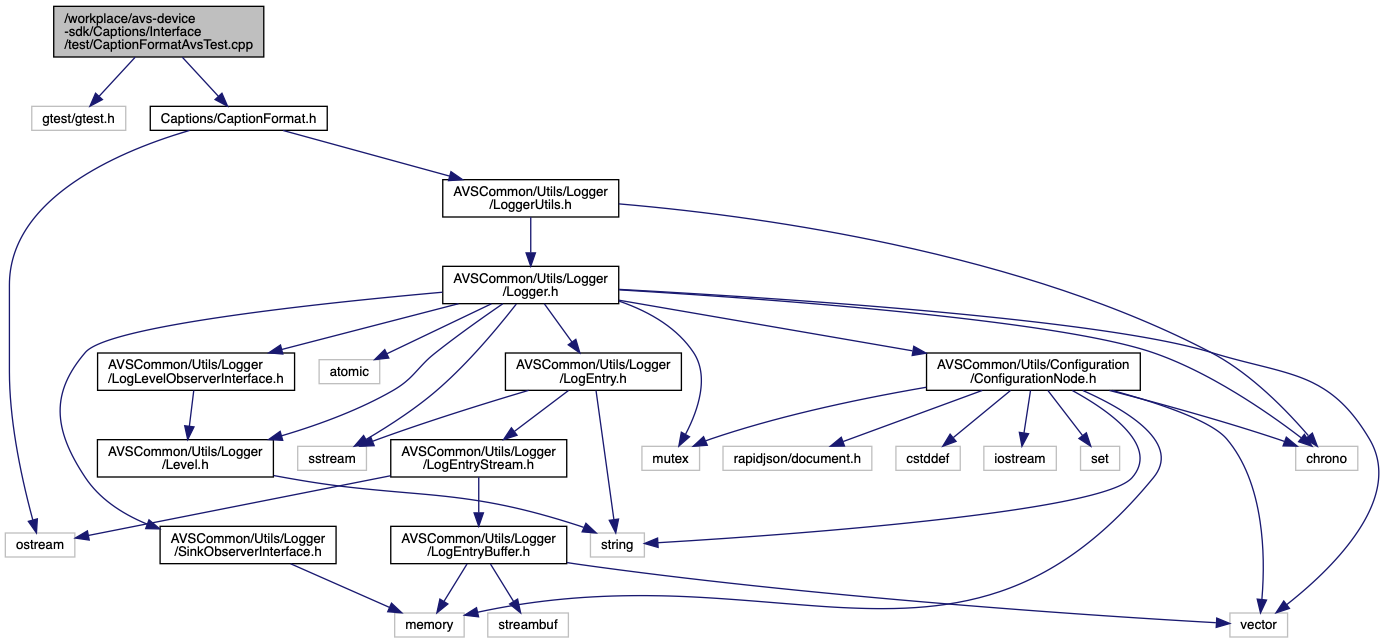 /workplace/avs-device
-sdk/Captions/Interface
/test/CaptionFormatAvsTest.cpp
gtest/gtest.h
Captions/CaptionFormat.h
AVSCommon/Utils/Logger
/LoggerUtils.h
AVSCommon/Utils/Logger
/Logger.h
AVSCommon/Utils/Logger
/LogLevelObserverInterface.h
atomic
AVSCommon/Utils/Logger
/LogEntry.h
AVSCommon/Utils/Configuration
/ConfigurationNode.h
AVSCommon/Utils/Logger
/Level.h
sstream
AVSCommon/Utils/Logger
/LogEntryStream.h
mutex
rapidjson/document.h
cstddef
iostream
set
chrono
ostream
AVSCommon/Utils/Logger
/SinkObserverInterface.h
AVSCommon/Utils/Logger
/LogEntryBuffer.h
string
memory
streambuf
vector